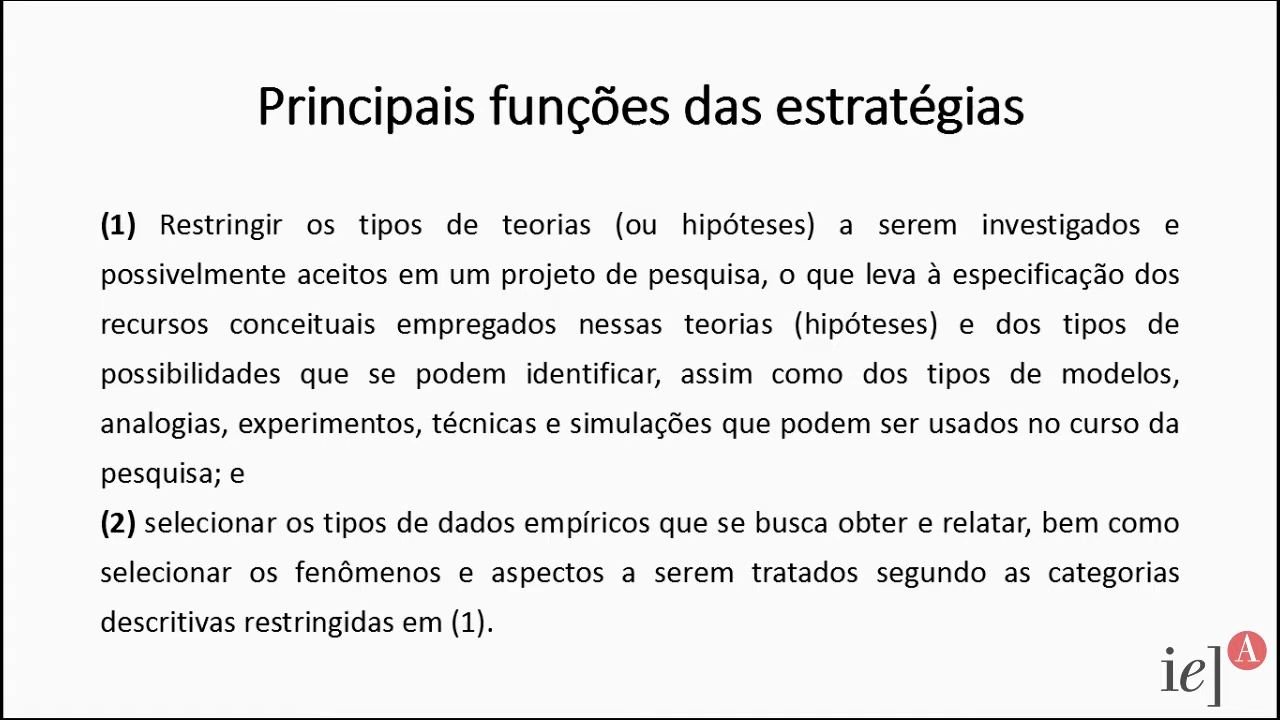 Principais funções das estratégias
(1) Restringir os tipos de teorias (ou hipóteses) a serem investigados e
possivelmente aceitos em um projeto de pesquisa, o que leva à especificação dos
recursos conceituais empregados nessas teorias (hipóteses) e dos tipos de
possibilidades que se podem identificar, assim como dos tipos de modelos,
analogias, experimentos, técnicas e simulações que podem ser usados no curso da
pesquisa; e
(2) selecionar os tipos de dados empíricos que se busca obter e relatar, bem como
selecionar os fenômenos e aspectos a serem tratados segundo as categorias
descritivas restringidas em (1).
ie] A